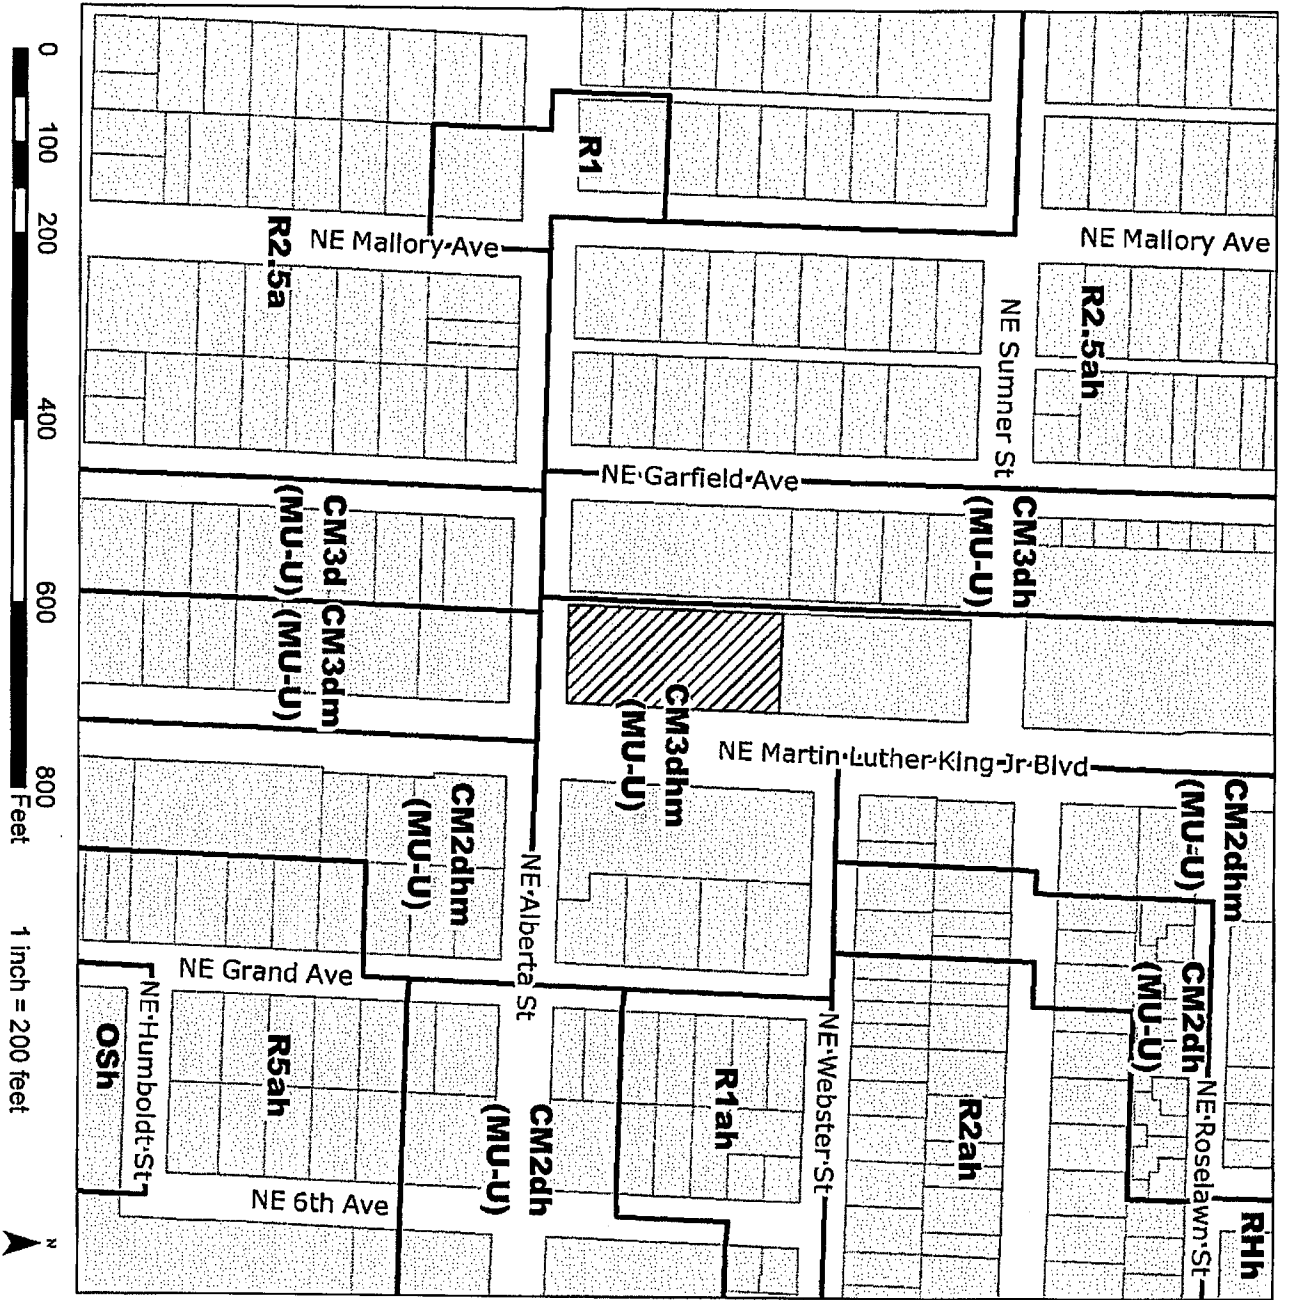 R1
NE Mallory Ave
R2.5a
NE Mallory Ave
NE Sumner St
R2.5ah
NE Garfield Ave
CM3d
(MU-U)
CM3dh
(MU-U)
CM3dm
(MU-U)
CM3dhm
(MU-U)
NE Martin Luther King Jr Blvd
CM2dhm
(MU-U)
CM2dhm
(MU-U)
NE Alberta St
NE Grand Ave
CM2dh
(MU-U)
NE Humboldt St
OSh
R5ah
NE Webster St
R1ah
R2ah
CM2dh
(MU-U)
NE Roselawn St
NE 6th Ave
RHh
0
100
200
400
600
800
Feet
1 inch = 200 feet
N